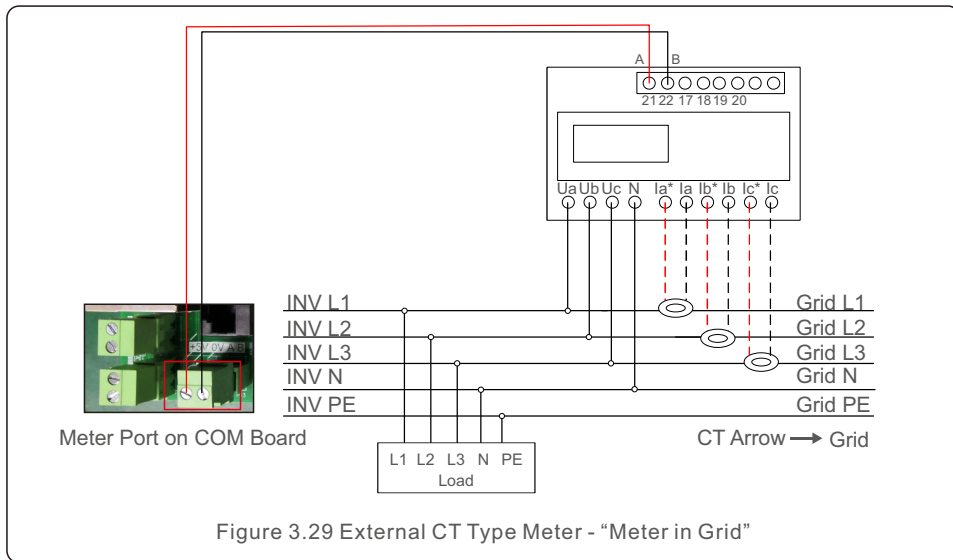 A B
21 22 17 18 19 20
Ua Ub Uc N Ia* Ia Ib* Ib Ic* Ic
+5V 0V A B
INV L1 Grid L1
INV L2 Grid L2
INV L3 Grid L3
INV N Grid N
INV PE Grid PE
Meter Port on COM Board
CT Arrow → Grid
L1 L2 L3 N PE
Load
Figure 3.29 External CT Type Meter - “Meter in Grid”